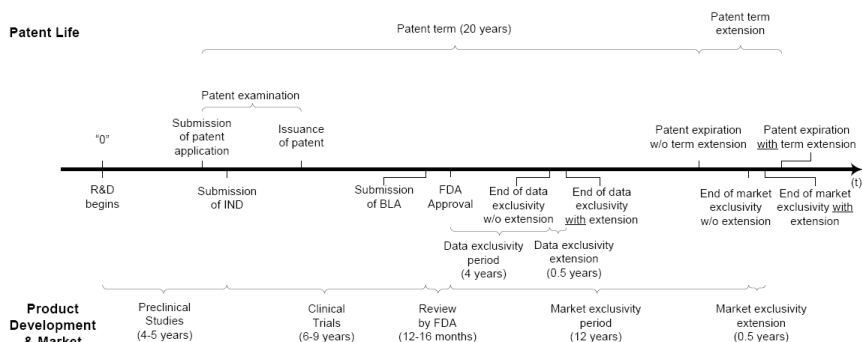 Patent Life
Patent term (20 years)
Patent term
extension
Patent examination
"0"
Submission
of patent
application
Issuance
of patent
Patent expiration
w/o term extension
Patent expiration
with term extension
(t)
R&D
begins
Submission
of IND
Submission
of BLA
FDA
Approval
End of data
exclusivity
w/o extension
End of data
exclusivity
with extension
End of market
exclusivity
w/o extension
End of market
exclusivity with
extension
Data exclusivity
period
(4 years)
Data exclusivity
extension
(0.5 years)
Product
Development
& Market
Preclinical
Studies
(4-5 years)
Clinical
Trials
(6-9 years)
Review
by FDA
(12-16 months)
Market exclusivity
period
(12 years)
Market exclusivity
extension
(0.5 years)